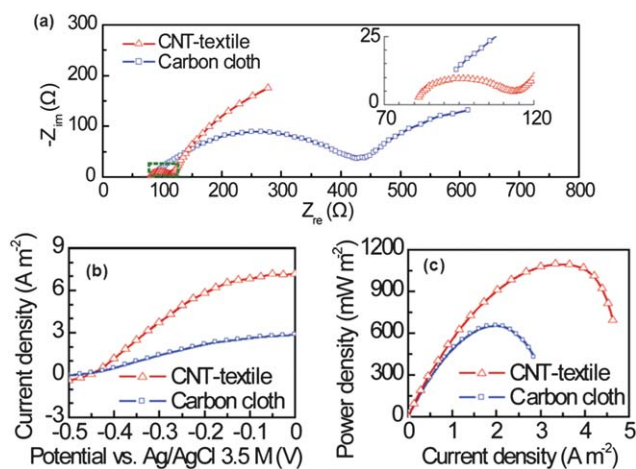 (a)
300
200
100
0
-Z_im (Ω)
CNT-textile
Carbon cloth
25
10
70
120
0 100 200 300 400 500 600 700 800
Z_re (Ω)
(b)
9
6
3
0
-3
Current density (A m⁻²)
CNT-textile
Carbon cloth
-0.5 -0.4 -0.3 -0.2 -0.1 0
Potential vs. Ag/AgCl 3.5 M (V)
(c)
1200
900
600
300
0
Power density (mW m⁻²)
CNT-textile
Carbon cloth
0 1 2 3 4 5
Current density (A m⁻²)